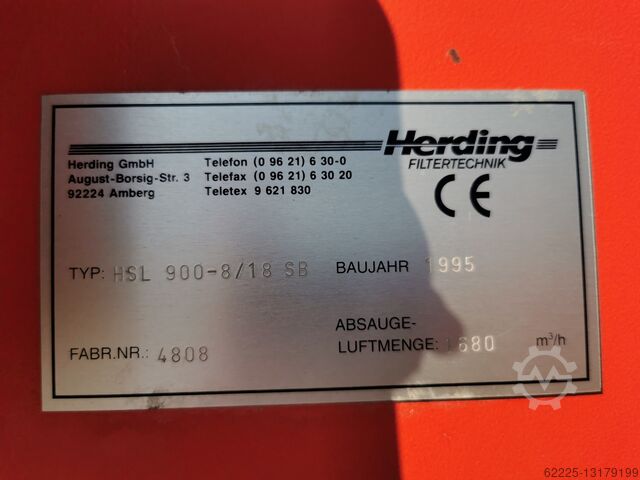 Herding
FILTERTECHNIK
Herding GmbH Telefon (0 96 21) 6 30-0
August-Borsig-Str. 3 Telefax (0 96 21) 6 30 20
92224 Amberg Teletex 9 621 830
CE
TYP: HSL 900-8/18 SB BAUJAHR 1995
ABSAUGE-
FABR.NR.: 4808 LUFTMENGE: 1680 m³/h
62225-13179199